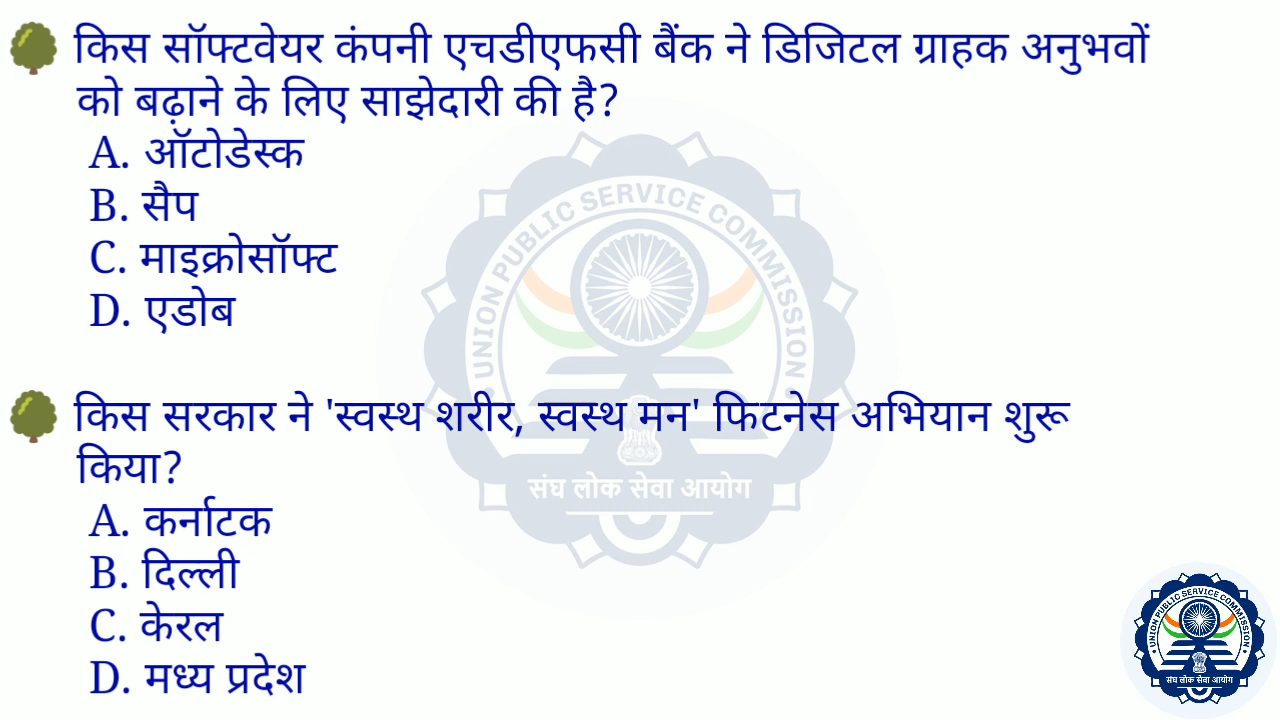 किस सॉफ्टवेयर कंपनी एचडीएफसी बैंक ने डिजिटल ग्राहक अनुभवों
को बढ़ाने के लिए साझेदारी की है?
A. ऑटोडेस्क
B. सैप
C. माइक्रोसॉफ्ट
D. एडोब
किस सरकार ने 'स्वस्थ शरीर, स्वस्थ मन' फिटनेस अभियान शुरू
किया?
A. कर्नाटक
B. दिल्ली
C. केरल
D. मध्य प्रदेश
UNION PUBLIC SERVICE COMMISSION
संघ लोक सेवा आयोग
UNION PUBLIC SERVICE COMMISSION
संघ लोक सेवा आयोग